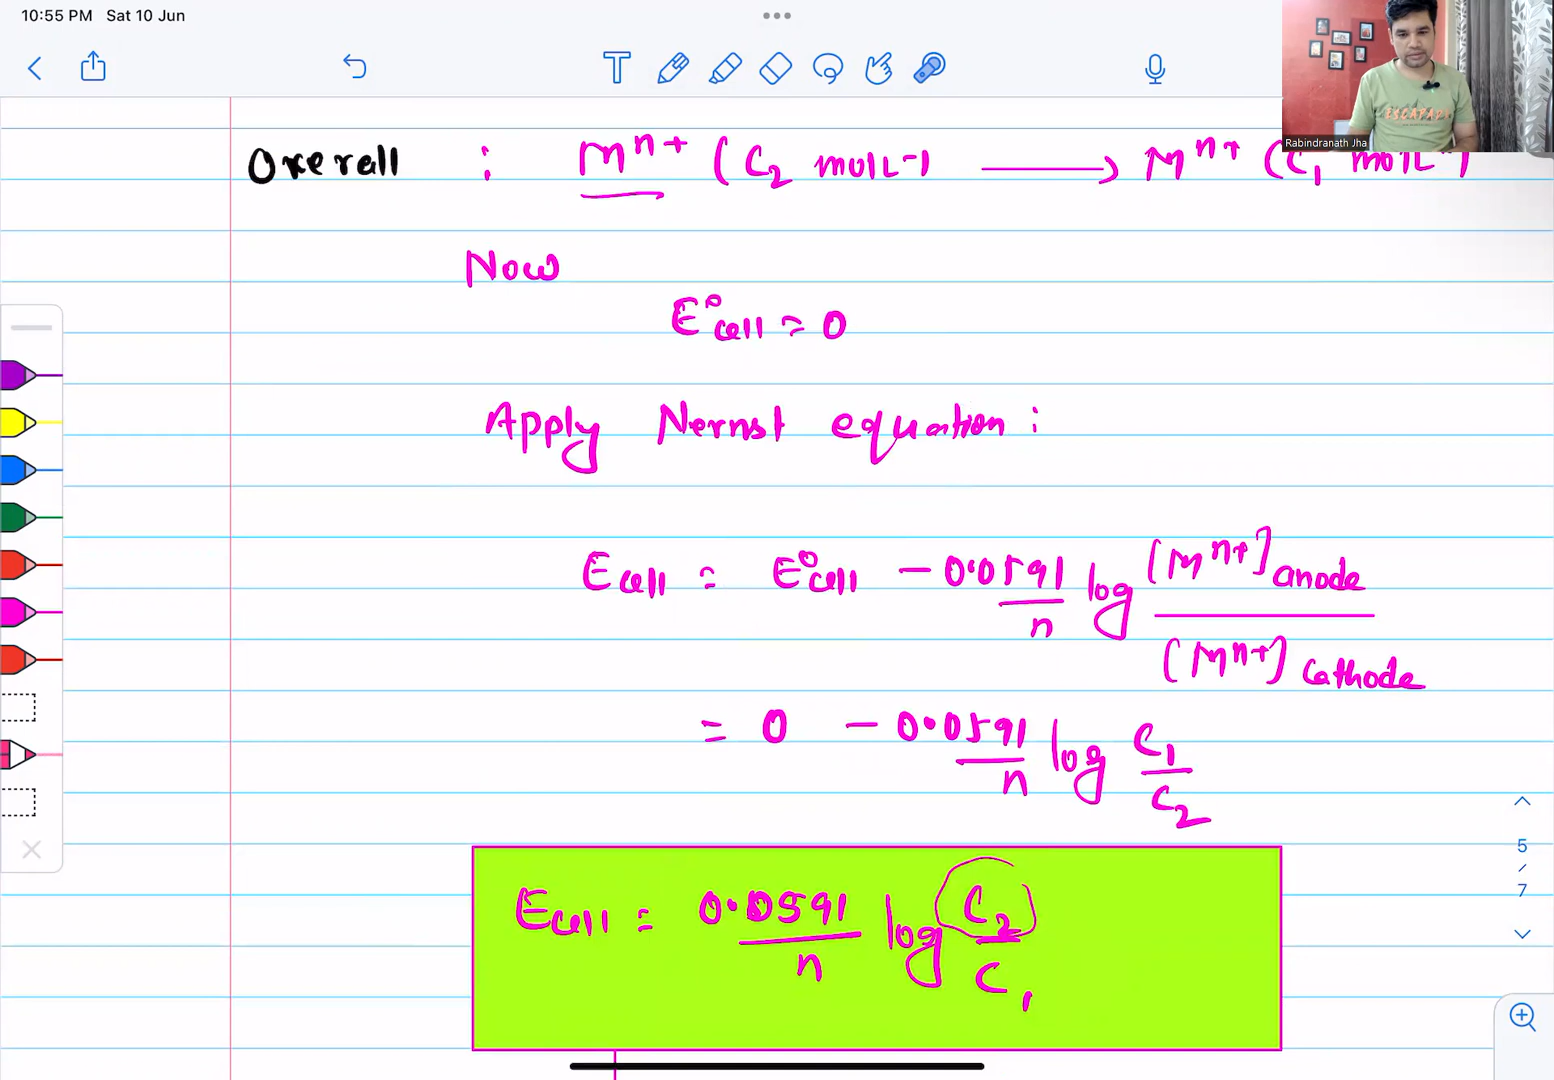 10:55 PM Sat 10 Jun
Rabindranath Jha
Overall : Mⁿ⁺ (C₂ mol L⁻¹) ⟶ Mⁿ⁺ (C₁ mol L⁻¹)
Now
E°cell = 0
Apply Nernst equation :
Ecell = E°cell − 0.0591/n log [Mⁿ⁺]anode / [Mⁿ⁺]cathode
= 0 − 0.0591/n log C₁/C₂
Ecell = 0.0591/n log C₂/C₁
5
/
7